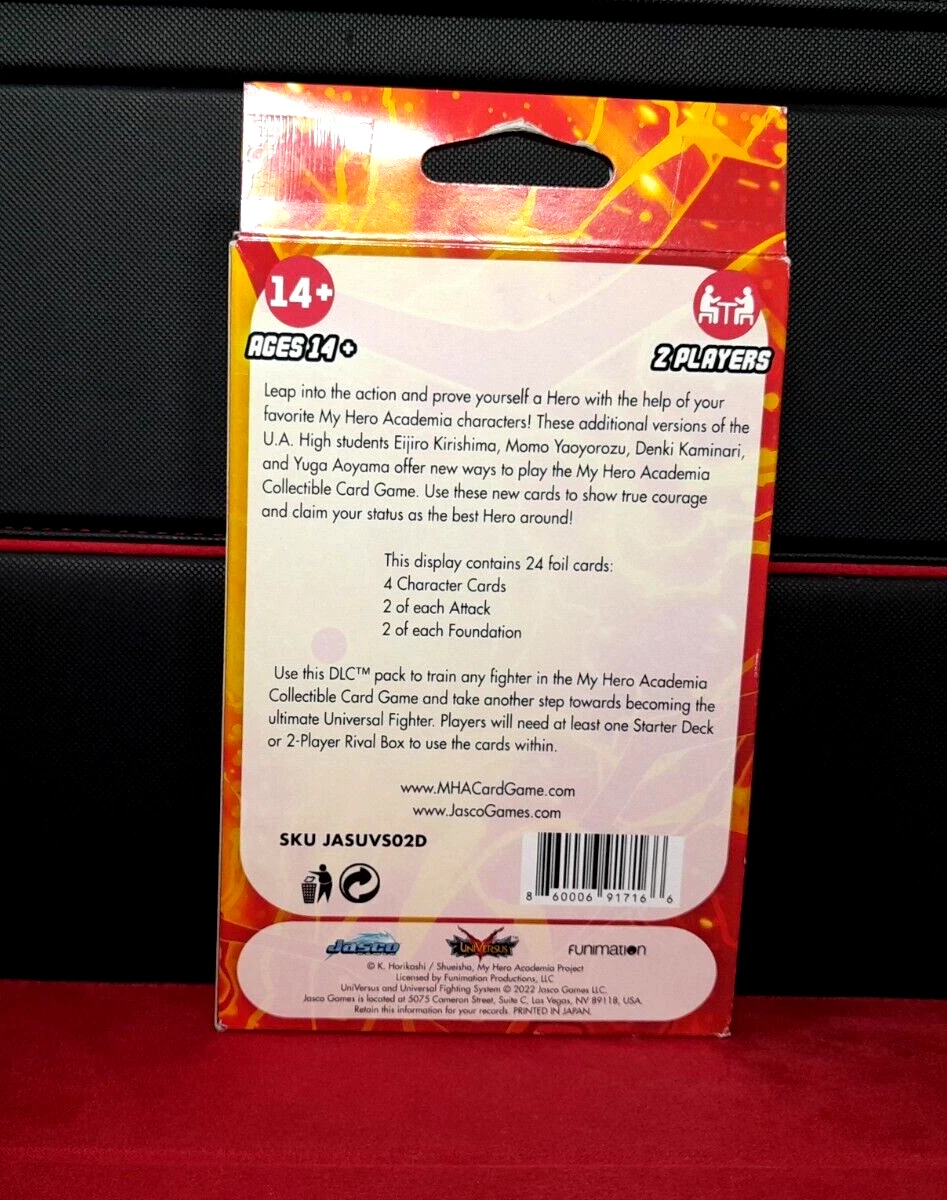 14+
AGES 14 +
2 PLAYERS
Leap into the action and prove yourself a Hero with the help of your
favorite My Hero Academia characters! These additional versions of the
U.A. High students Eijiro Kirishima, Momo Yaoyorozu, Denki Kaminari,
and Yuga Aoyama offer new ways to play the My Hero Academia
Collectible Card Game. Use these new cards to show true courage
and claim your status as the best Hero around!
This display contains 24 foil cards:
4 Character Cards
2 of each Attack
2 of each Foundation
Use this DLC™ pack to train any fighter in the My Hero Academia
Collectible Card Game and take another step towards becoming the
ultimate Universal Fighter. Players will need at least one Starter Deck
or 2-Player Rival Box to use the cards within.
www.MHACardGame.com
www.JascoGames.com
SKU JASUVS02D
8 60006 91716 6
Jasco UniVersus FUNIMATION
© K. Horikoshi / Shueisha, My Hero Academia Project
Licensed by Funimation Productions, LLC
UniVersus and Universal Fighting System © 2022 Jasco Games LLC.
Jasco Games is located at 5075 Cameron Street, Suite C, Las Vegas, NV 89118, USA.
Retain this information for your records. PRINTED IN JAPAN.